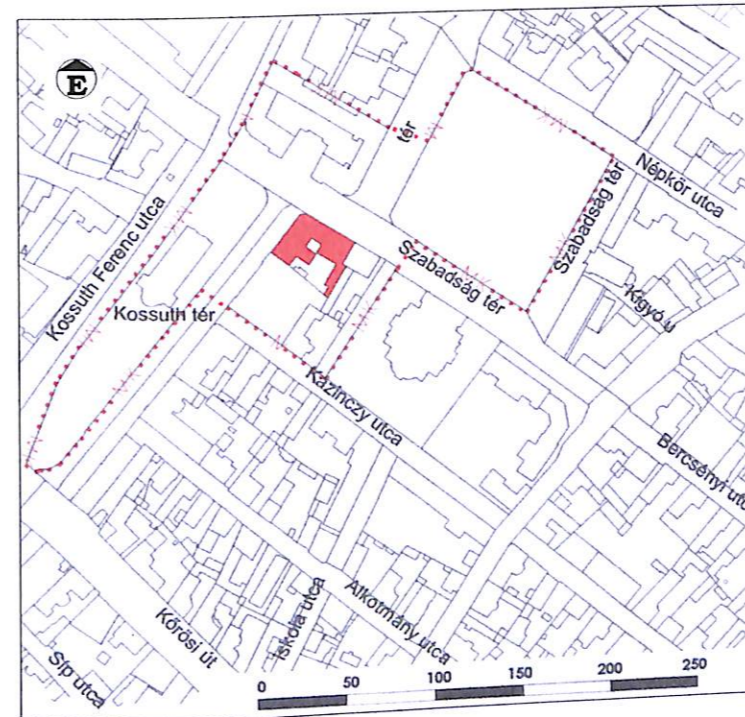 E
tér
Népkör utca
Kossuth Ferenc utca
Szabadság tér
Szabadság tér
Kígyó u
Kossuth tér
Kazinczy utca
Bercsényi utc
Alkotmány utca
Iskola utca
Kőrösi út
Síp utca
0 50 100 150 200 250